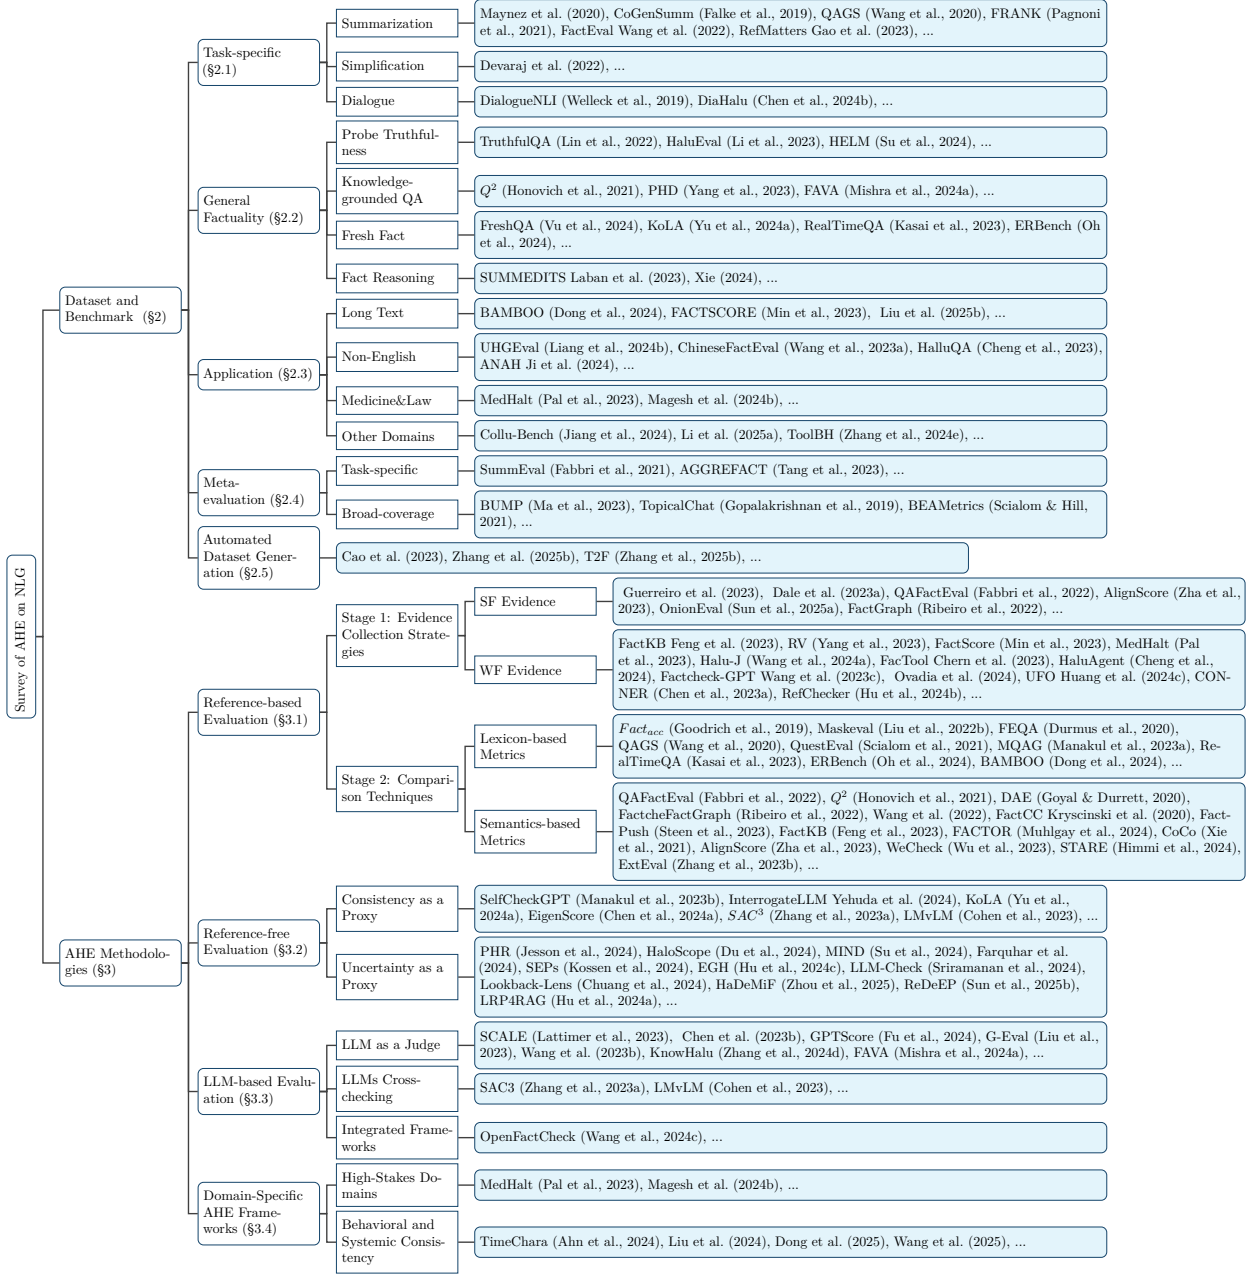 Survey of AHE on NLG
Dataset and
Benchmark (§2)
Task-specific
(§2.1)
Summarization
Maynez et al. (2020), CoGenSumm (Falke et al., 2019), QAGS (Wang et al., 2020), FRANK (Pagnoni
et al., 2021), FactEval Wang et al. (2022), RefMatters Gao et al. (2023), ...
Simplification
Devaraj et al. (2022), ...
Dialogue
DialogueNLI (Welleck et al., 2019), DiaHalu (Chen et al., 2024b), ...
General
Factuality (§2.2)
Probe Truthful-
ness
TruthfulQA (Lin et al., 2022), HaluEval (Li et al., 2023), HELM (Su et al., 2024), ...
Knowledge-
grounded QA
Q² (Honovich et al., 2021), PHD (Yang et al., 2023), FAVA (Mishra et al., 2024a), ...
Fresh Fact
FreshQA (Vu et al., 2024), KoLA (Yu et al., 2024a), RealTimeQA (Kasai et al., 2023), ERBench (Oh
et al., 2024), ...
Fact Reasoning
SUMMEDITS Laban et al. (2023), Xie (2024), ...
Application (§2.3)
Long Text
BAMBOO (Dong et al., 2024), FACTSCORE (Min et al., 2023), Liu et al. (2025b), ...
Non-English
UHGEval (Liang et al., 2024b), ChineseFactEval (Wang et al., 2023a), HalluQA (Cheng et al., 2023),
ANAH Ji et al. (2024), ...
Medicine&Law
MedHalt (Pal et al., 2023), Magesh et al. (2024b), ...
Other Domains
Collu-Bench (Jiang et al., 2024), Li et al. (2025a), ToolBH (Zhang et al., 2024e), ...
Meta-
evaluation (§2.4)
Task-specific
SummEval (Fabbri et al., 2021), AGGREFACT (Tang et al., 2023), ...
Broad-coverage
BUMP (Ma et al., 2023), TopicalChat (Gopalakrishnan et al., 2019), BEAMetrics (Scialom & Hill,
2021), ...
Automated
Dataset Gener-
ation (§2.5)
Cao et al. (2023), Zhang et al. (2025b), T2F (Zhang et al., 2025b), ...
AHE Methodolo-
gies (§3)
Reference-based
Evaluation (§3.1)
Stage 1: Evidence
Collection Strate-
gies
SF Evidence
Guerreiro et al. (2023), Dale et al. (2023a), QAFactEval (Fabbri et al., 2022), AlignScore (Zha et al.,
2023), OnionEval (Sun et al., 2025a), FactGraph (Ribeiro et al., 2022), ...
WF Evidence
FactKB Feng et al. (2023), RV (Yang et al., 2023), FactScore (Min et al., 2023), MedHalt (Pal
et al., 2023), Halu-J (Wang et al., 2024a), FacTool Chern et al. (2023), HaluAgent (Cheng et al.,
2024), Factcheck-GPT Wang et al. (2023c), Ovadia et al. (2024), UFO Huang et al. (2024c), CON-
NER (Chen et al., 2023a), RefChecker (Hu et al., 2024b), ...
Stage 2: Compari-
son Techniques
Lexicon-based
Metrics
Fact_acc (Goodrich et al., 2019), Maskeval (Liu et al., 2022b), FEQA (Durmus et al., 2020),
QAGS (Wang et al., 2020), QuestEval (Scialom et al., 2021), MQAG (Manakul et al., 2023a), Re-
alTimeQA (Kasai et al., 2023), ERBench (Oh et al., 2024), BAMBOO (Dong et al., 2024), ...
Semantics-based
Metrics
QAFactEval (Fabbri et al., 2022), Q² (Honovich et al., 2021), DAE (Goyal & Durrett, 2020),
FactcheFactGraph (Ribeiro et al., 2022), Wang et al. (2022), FactCC Kryscinski et al. (2020), Fact-
Push (Steen et al., 2023), FactKB (Feng et al., 2023), FACTOR (Muhlgay et al., 2024), CoCo (Xie
et al., 2021), AlignScore (Zha et al., 2023), WeCheck (Wu et al., 2023), STARE (Himmi et al., 2024),
ExtEval (Zhang et al., 2023b), ...
Reference-free
Evaluation (§3.2)
Consistency as a
Proxy
SelfCheckGPT (Manakul et al., 2023b), InterrogateLLM Yehuda et al. (2024), KoLA (Yu et al.,
2024a), EigenScore (Chen et al., 2024a), SAC³ (Zhang et al., 2023a), LMvLM (Cohen et al., 2023), ...
Uncertainty as a
Proxy
PHR (Jesson et al., 2024), HaloScope (Du et al., 2024), MIND (Su et al., 2024), Farquhar et al.
(2024), SEPs (Kossen et al., 2024), EGH (Hu et al., 2024c), LLM-Check (Sriramanan et al., 2024),
Lookback-Lens (Chuang et al., 2024), HaDeMiF (Zhou et al., 2025), ReDeEP (Sun et al., 2025b),
LRP4RAG (Hu et al., 2024a), ...
LLM-based Evalu-
ation (§3.3)
LLM as a Judge
SCALE (Lattimer et al., 2023), Chen et al. (2023b), GPTScore (Fu et al., 2024), G-Eval (Liu et al.,
2023), Wang et al. (2023b), KnowHalu (Zhang et al., 2024d), FAVA (Mishra et al., 2024a), ...
LLMs Cross-
checking
SAC3 (Zhang et al., 2023a), LMvLM (Cohen et al., 2023), ...
Integrated Frame-
works
OpenFactCheck (Wang et al., 2024c), ...
Domain-Specific
AHE Frame-
works (§3.4)
High-Stakes Do-
mains
MedHalt (Pal et al., 2023), Magesh et al. (2024b), ...
Behavioral and
Systemic Consis-
tency
TimeChara (Ahn et al., 2024), Liu et al. (2024), Dong et al. (2025), Wang et al. (2025), ...